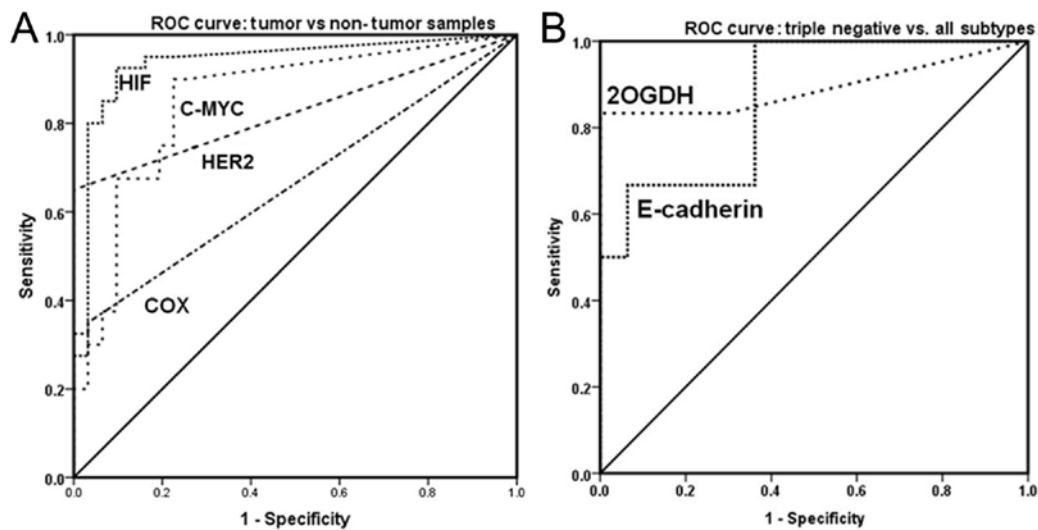 A
ROC curve: tumor vs non-tumor samples
1.0
0.8
0.6
0.4
0.2
0.0
Sensitivity
HIF
C-MYC
HER2
COX
0.0 0.2 0.4 0.6 0.8 1.0
1 - Specificity
B
ROC curve: triple negative vs. all subtypes
1.0
0.8
0.6
0.4
0.2
0.0
Sensitivity
2OGDH
E-cadherin
0.0 0.2 0.4 0.6 0.8 1.0
1 - Specificity